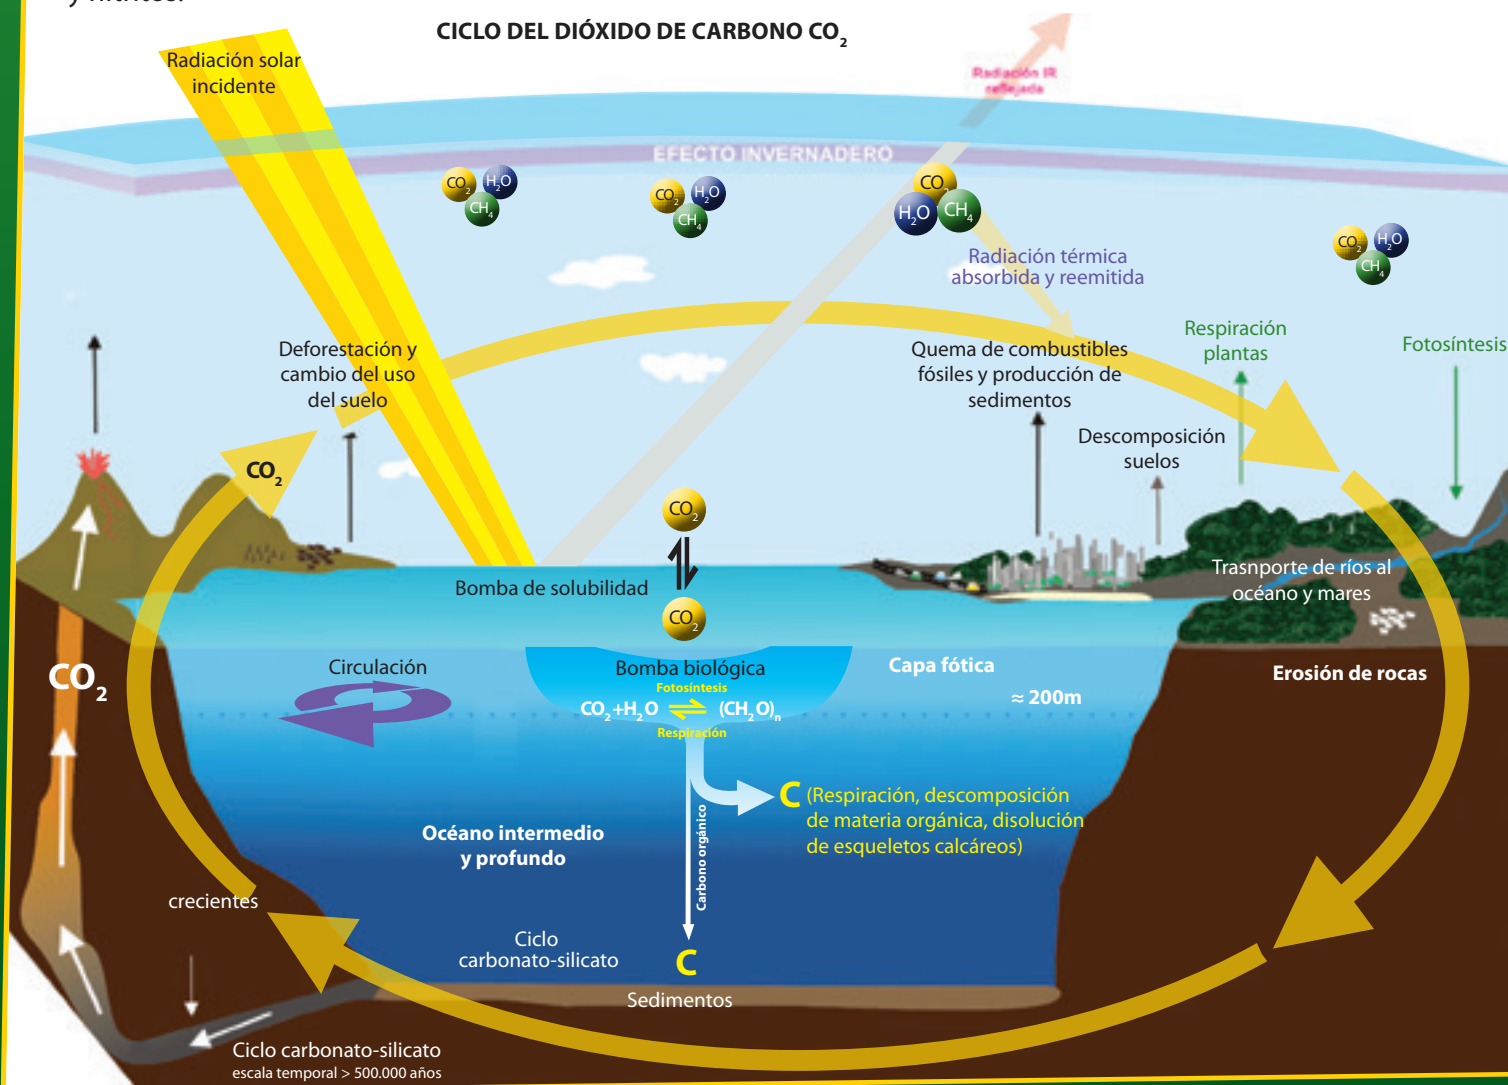 y nitritos.
CICLO DEL DIÓXIDO DE CARBONO CO2
Radiación solar
incidente
Radiación IR
reflejada
EFECTO INVERNADERO
CO2 H2O
CH4
CO2 H2O
CH4
CO2
H2O CH4
CO2 H2O
CH4
Radiación térmica
absorbida y reemitida
Deforestación y
cambio del uso
del suelo
Quema de combustibles
fósiles y producción de
sedimentos
Respiración
plantas
Fotosíntesis
Descomposición
suelos
CO2
CO2
Bomba de solubilidad
CO2
Trasnporte de ríos al
océano y mares
CO2
Circulación
Bomba biológica
Fotosíntesis
CO2+H2O (CH2O)n
Respiración
Capa fótica
≈ 200m
Erosión de rocas
C (Respiración, descomposición
de materia orgánica, disolución
de esqueletos calcáreos)
Carbono orgánico
Océano intermedio
y profundo
crecientes
Ciclo
carbonato-silicato
C
Sedimentos
Ciclo carbonato-silicato
escala temporal > 500.000 años